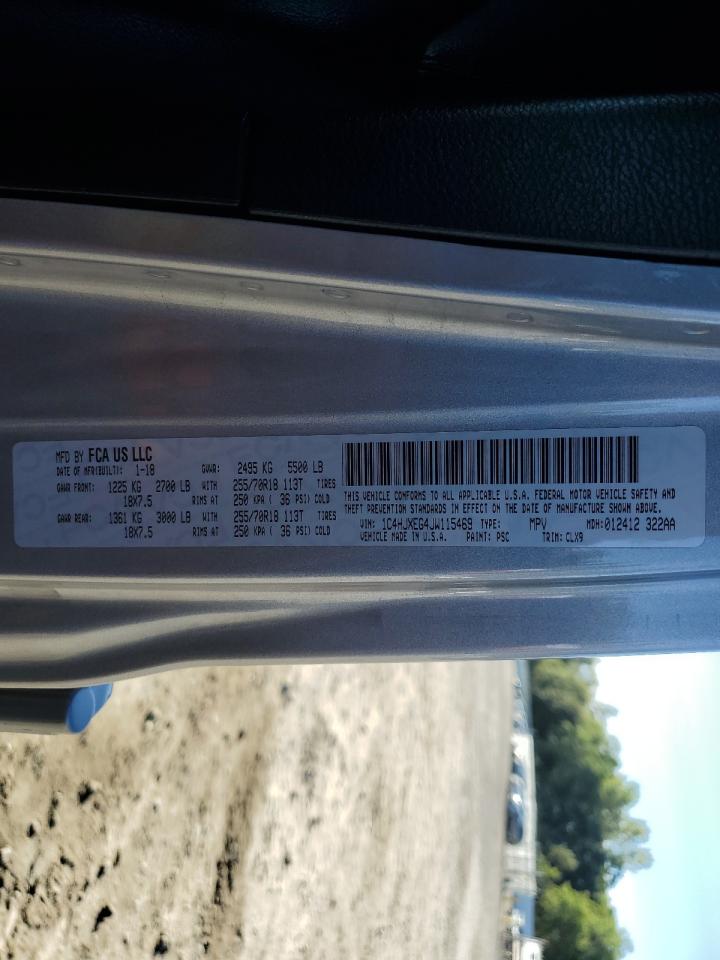 MFD BY FCA US LLC
DATE OF MFR(BUILT): 1-18 GVWR: 2495 KG 5500 LB
GAWR FRONT: 1225 KG 2700 LB WITH 255/70R18 113T TIRES
18X7.5 RIMS AT 250 KPA ( 36 PSI) COLD
GAWR REAR: 1361 KG 3000 LB WITH 255/70R18 113T TIRES
18X7.5 RIMS AT 250 KPA ( 36 PSI) COLD
THIS VEHICLE CONFORMS TO ALL APPLICABLE U.S.A. FEDERAL MOTOR VEHICLE SAFETY AND
THEFT PREVENTION STANDARDS IN EFFECT ON THE DATE OF MANUFACTURE SHOWN ABOVE.
VIN: 1C4HJXEG4JW115469 TYPE: MPV MDH: 012412 322AA
VEHICLE MADE IN U.S.A. PAINT: PSC TRIM: CLX9